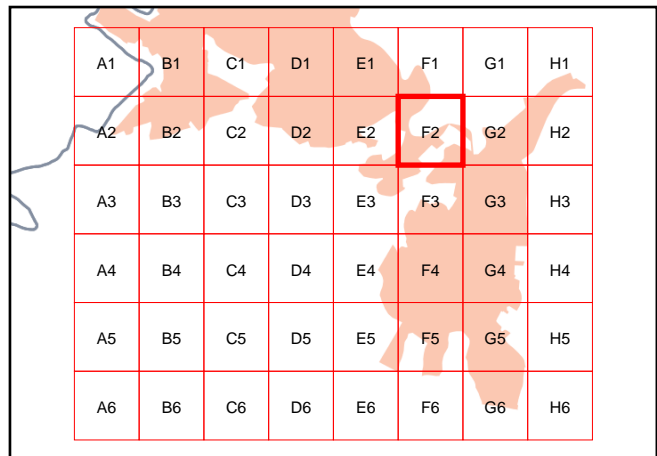 A1 B1 C1 D1 E1 F1 G1 H1
A2 B2 C2 D2 E2 F2 G2 H2
A3 B3 C3 D3 E3 F3 G3 H3
A4 B4 C4 D4 E4 F4 G4 H4
A5 B5 C5 D5 E5 F5 G5 H5
A6 B6 C6 D6 E6 F6 G6 H6